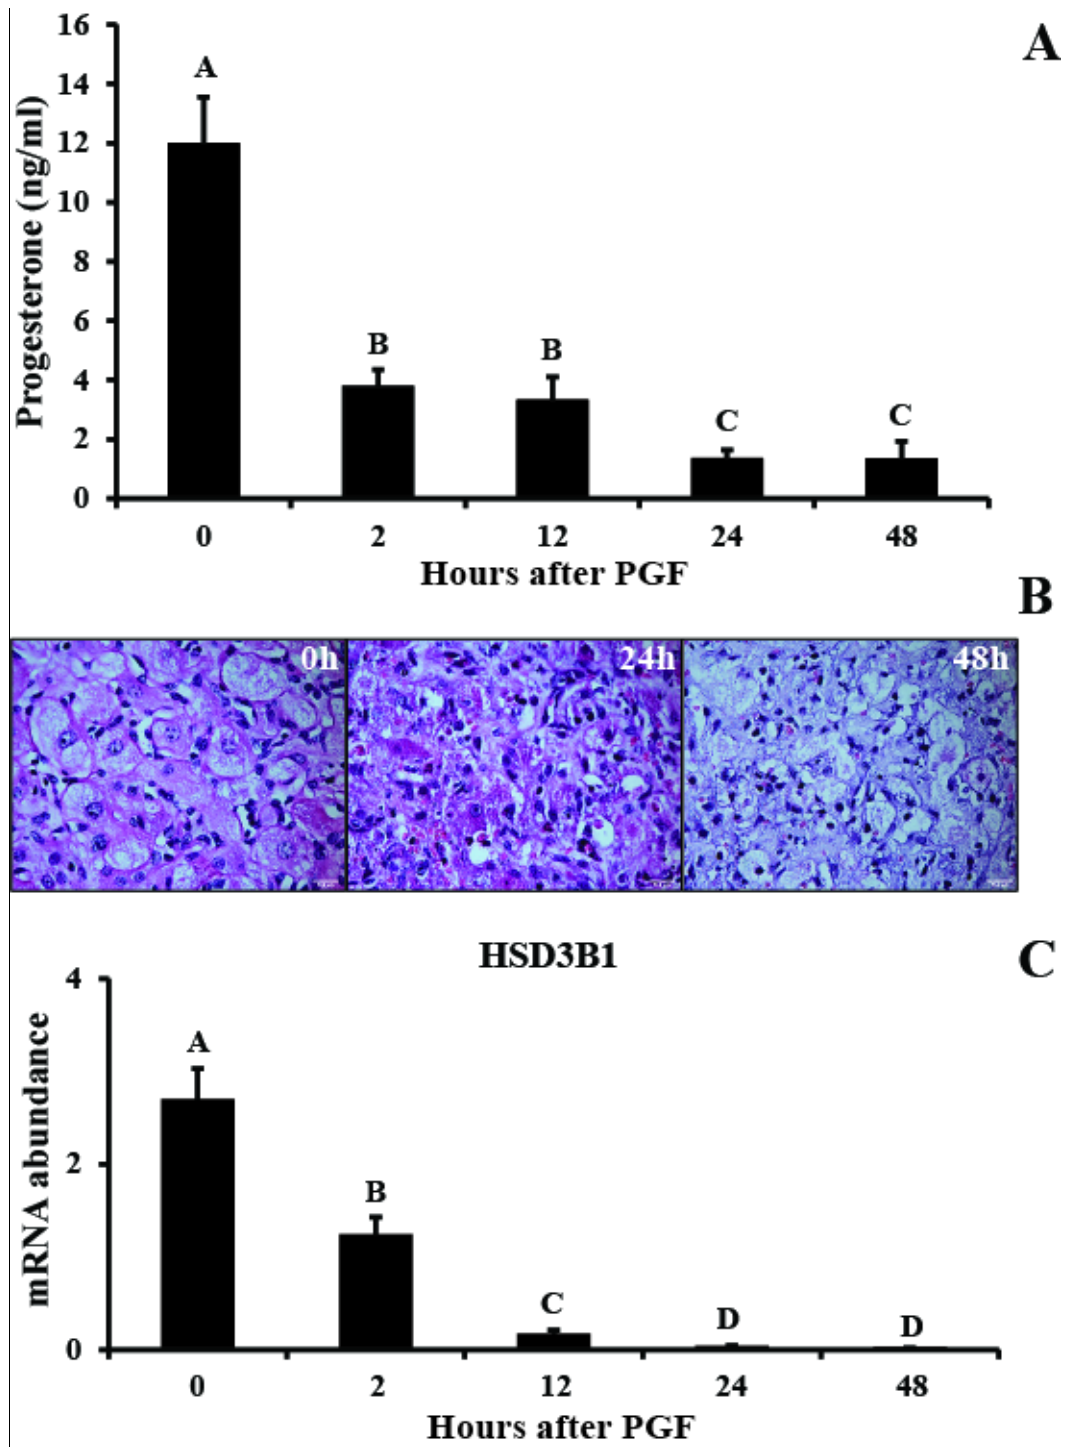 A
Progesterone (ng/ml)
16
14
12
10
8
6
4
2
0
A
B
B
C
C
0 2 12 24 48
Hours after PGF
B
0h 24h 48h
HSD3B1
C
mRNA abundance
4
2
0
A
B
C
D
D
0 2 12 24 48
Hours after PGF